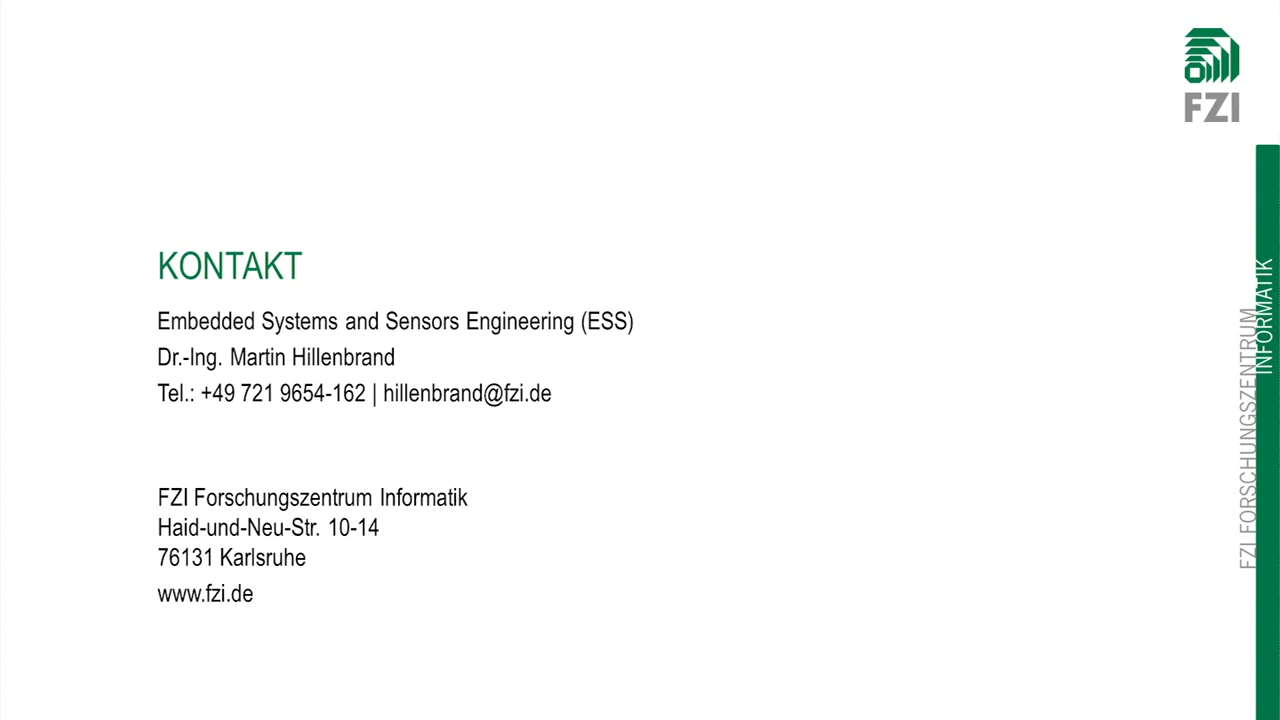 FZI
KONTAKT
Embedded Systems and Sensors Engineering (ESS)
Dr.-Ing. Martin Hillenbrand
Tel.: +49 721 9654-162 | hillenbrand@fzi.de
FZI Forschungszentrum Informatik
Haid-und-Neu-Str. 10-14
76131 Karlsruhe
www.fzi.de
FZI FORSCHUNGSZENTRUM
INFORMATIK